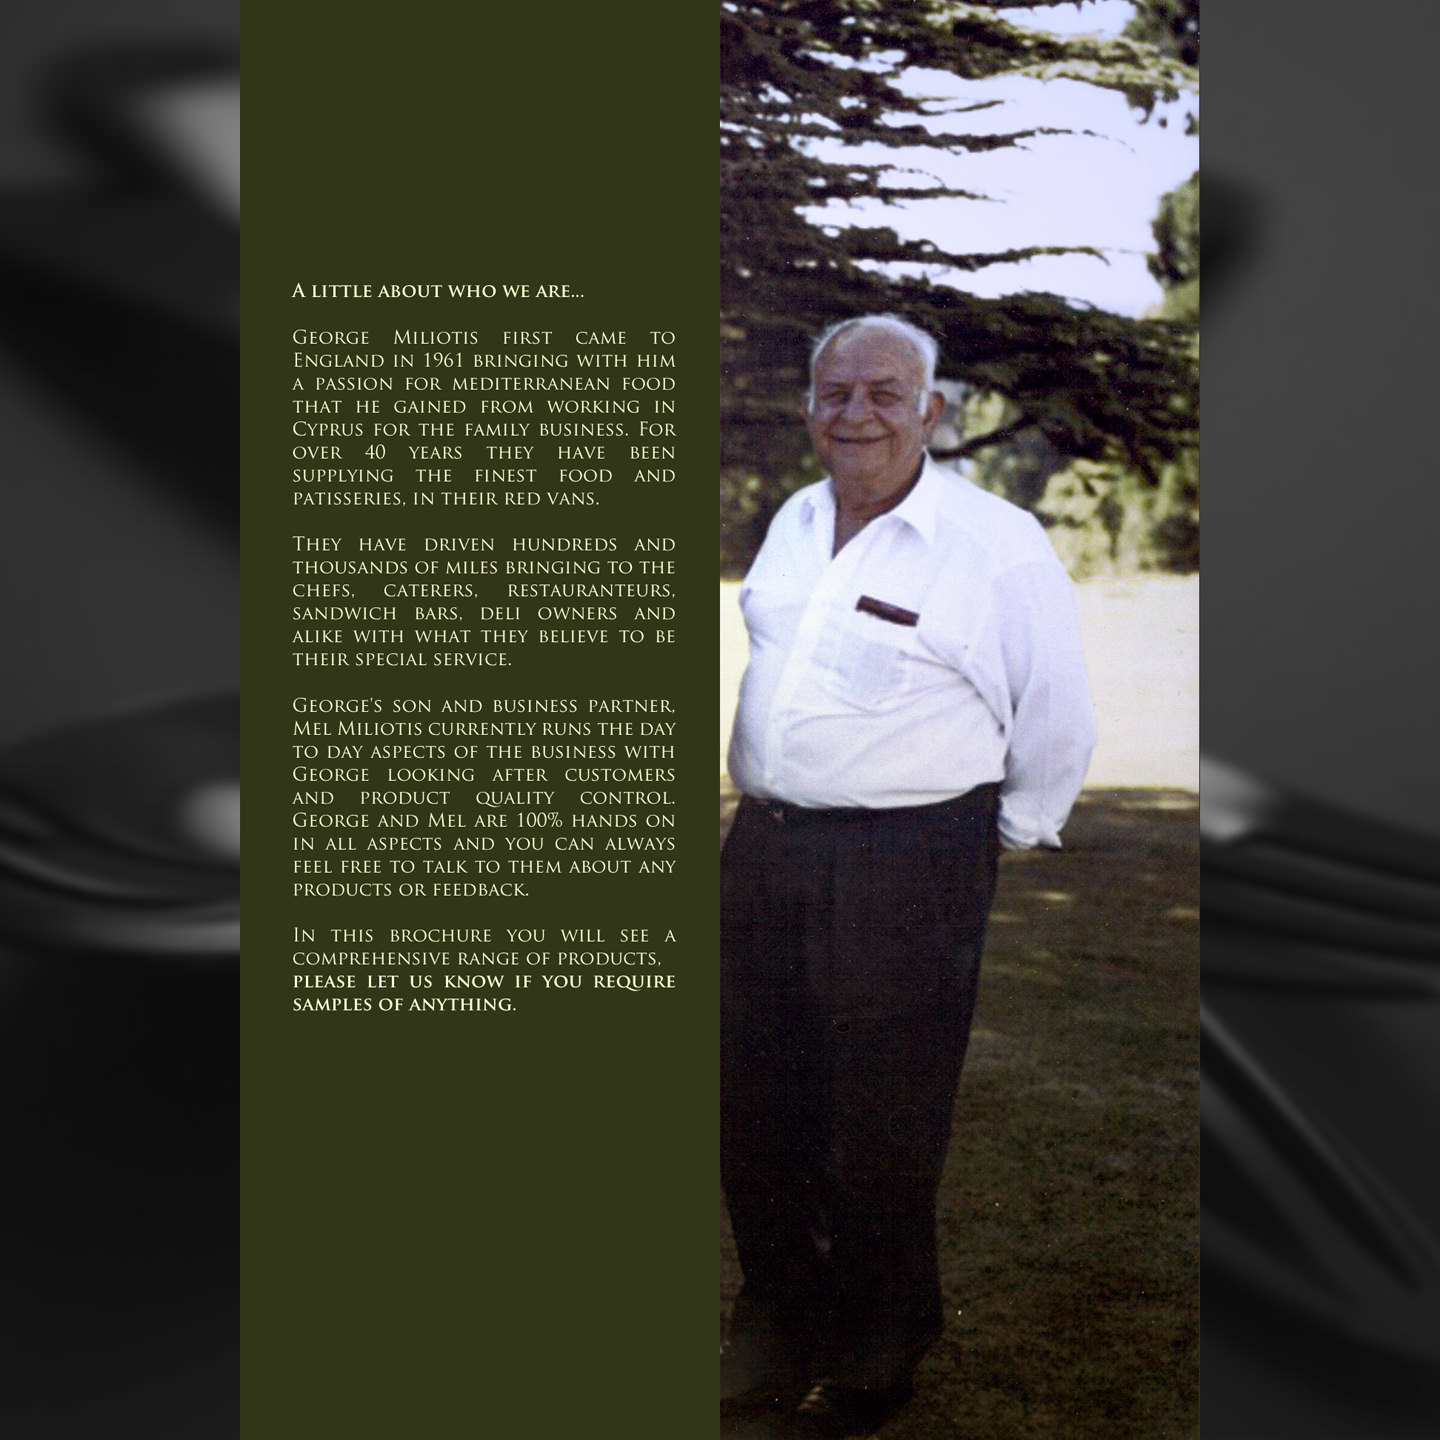 A little about who we are...
George Miliotis first came to
England in 1961 bringing with him
a passion for mediterranean food
that he gained from working in
Cyprus for the family business. For
over 40 years they have been
supplying the finest food and
patisseries, in their red vans.
They have driven hundreds and
thousands of miles bringing to the
chefs, caterers, restauranteurs,
sandwich bars, deli owners and
alike with what they believe to be
their special service.
George's son and business partner,
Mel Miliotis currently runs the day
to day aspects of the business with
George looking after customers
and product quality control.
George and Mel are 100% hands on
in all aspects and you can always
feel free to talk to them about any
products or feedback.
In this brochure you will see a
comprehensive range of products,
please let us know if you require
samples of anything.